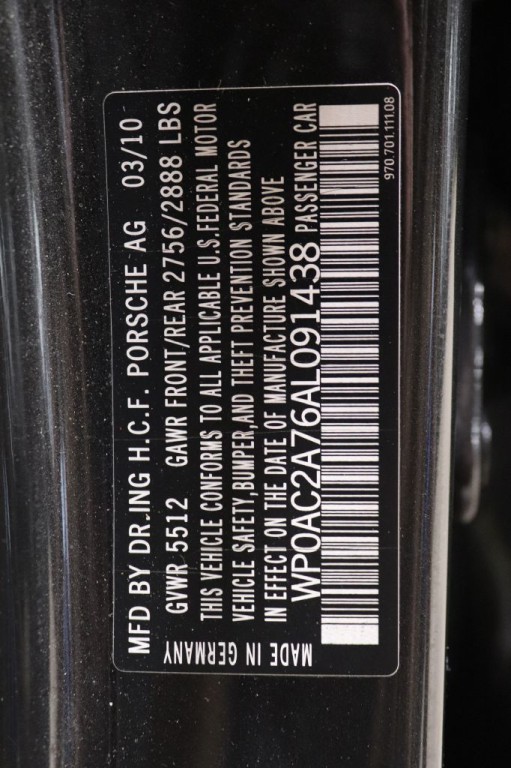 MFD BY DR.ING H.C.F. PORSCHE AG 03/10
GVWR 5512 GAWR FRONT/REAR 2756/2888 LBS
THIS VEHICLE CONFORMS TO ALL APPLICABLE U.S.FEDERAL MOTOR
VEHICLE SAFETY,BUMPER,AND THEFT PREVENTION STANDARDS
IN EFFECT ON THE DATE OF MANUFACTURE SHOWN ABOVE
WP0AC2A76AL091438 PASSENGER CAR
970.701.111.08
MADE IN GERMANY